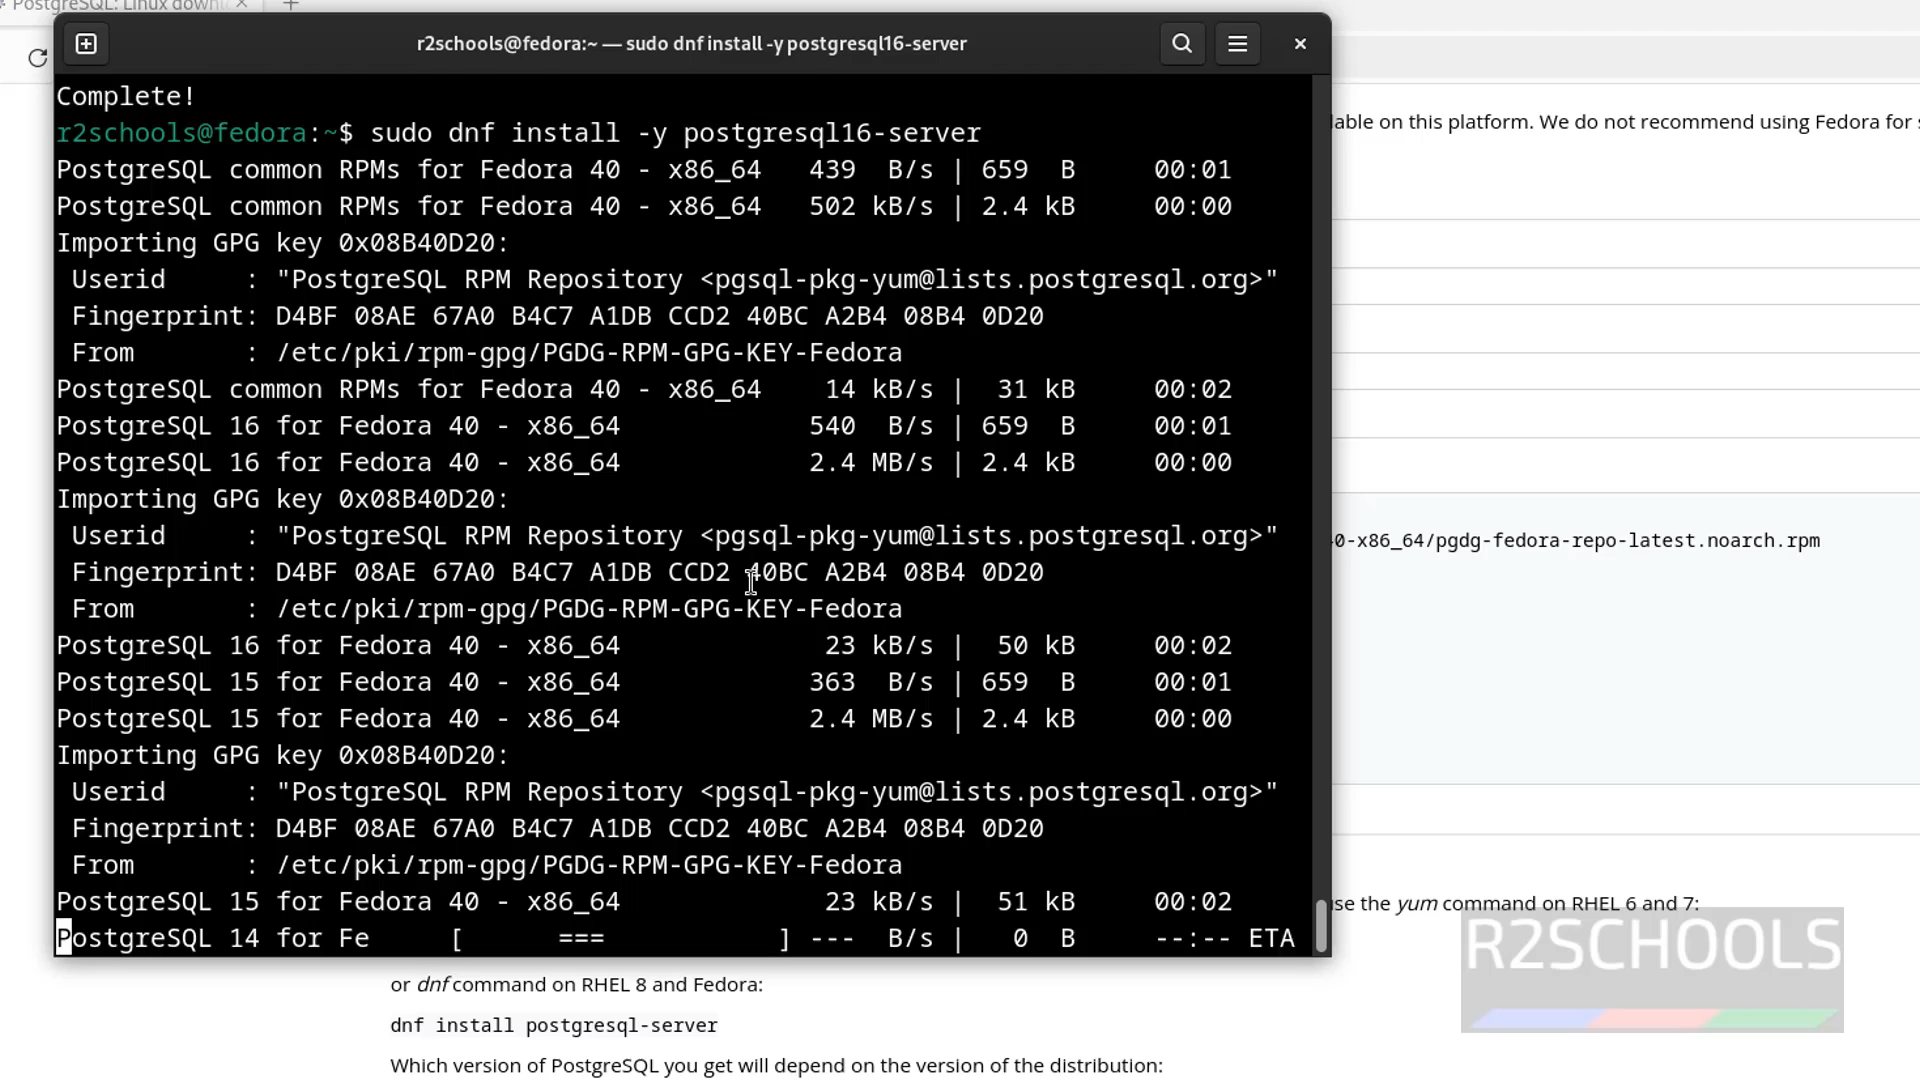 PostgreSQL: Linux downl
r2schools@fedora:~ — sudo dnf install -y postgresql16-server
Complete!
r2schools@fedora:~$ sudo dnf install -y postgresql16-server
PostgreSQL common RPMs for Fedora 40 - x86_64   439  B/s | 659  B     00:01
PostgreSQL common RPMs for Fedora 40 - x86_64   502 kB/s | 2.4 kB     00:00
Importing GPG key 0x08B40D20:
 Userid     : "PostgreSQL RPM Repository <pgsql-pkg-yum@lists.postgresql.org>"
 Fingerprint: D4BF 08AE 67A0 B4C7 A1DB CCD2 40BC A2B4 08B4 0D20
 From       : /etc/pki/rpm-gpg/PGDG-RPM-GPG-KEY-Fedora
PostgreSQL common RPMs for Fedora 40 - x86_64    14 kB/s |  31 kB     00:02
PostgreSQL 16 for Fedora 40 - x86_64            540  B/s | 659  B     00:01
PostgreSQL 16 for Fedora 40 - x86_64            2.4 MB/s | 2.4 kB     00:00
Importing GPG key 0x08B40D20:
 Userid     : "PostgreSQL RPM Repository <pgsql-pkg-yum@lists.postgresql.org>"
 Fingerprint: D4BF 08AE 67A0 B4C7 A1DB CCD2 40BC A2B4 08B4 0D20
 From       : /etc/pki/rpm-gpg/PGDG-RPM-GPG-KEY-Fedora
PostgreSQL 16 for Fedora 40 - x86_64             23 kB/s |  50 kB     00:02
PostgreSQL 15 for Fedora 40 - x86_64            363  B/s | 659  B     00:01
PostgreSQL 15 for Fedora 40 - x86_64            2.4 MB/s | 2.4 kB     00:00
Importing GPG key 0x08B40D20:
 Userid     : "PostgreSQL RPM Repository <pgsql-pkg-yum@lists.postgresql.org>"
 Fingerprint: D4BF 08AE 67A0 B4C7 A1DB CCD2 40BC A2B4 08B4 0D20
 From       : /etc/pki/rpm-gpg/PGDG-RPM-GPG-KEY-Fedora
PostgreSQL 15 for Fedora 40 - x86_64             23 kB/s |  51 kB     00:02
PostgreSQL 14 for Fe     [      ===           ] ---  B/s |   0  B     --:-- ETA
lable on this platform. We do not recommend using Fedora for s
0-x86_64/pgdg-fedora-repo-latest.noarch.rpm
use the yum command on RHEL 6 and 7:
R2SCHOOLS
or dnf command on RHEL 8 and Fedora:
dnf install postgresql-server
Which version of PostgreSQL you get will depend on the version of the distribution: